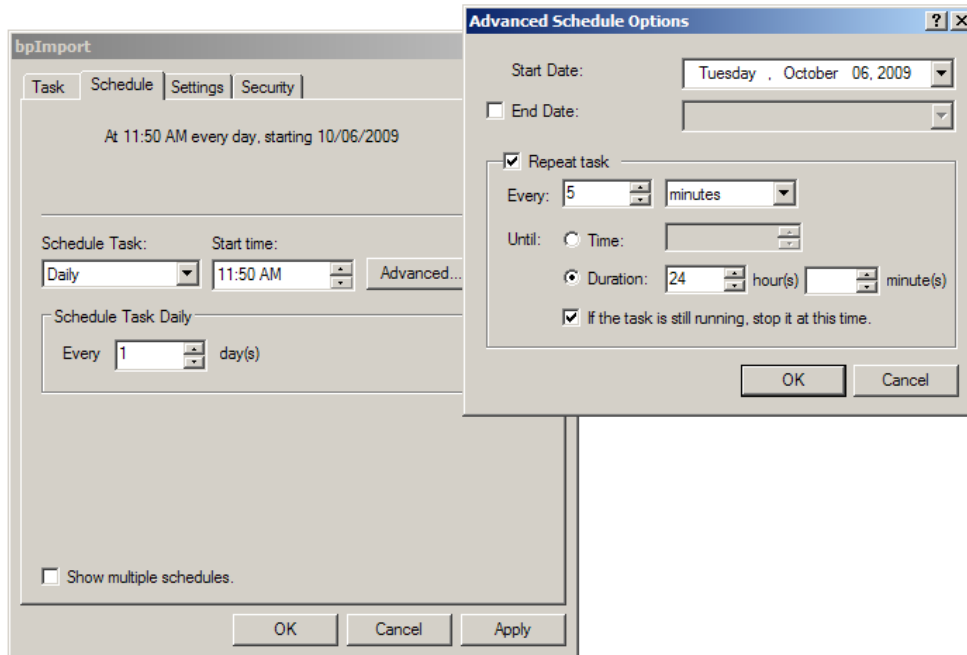 bpImport
Task Schedule Settings Security
At 11:50 AM every day, starting 10/06/2009
Schedule Task: Start time:
Daily 11:50 AM Advanced...
Schedule Task Daily
Every 1 day(s)
Show multiple schedules.
OK Cancel Apply
Advanced Schedule Options
Start Date: Tuesday , October 06, 2009
End Date:
Repeat task
Every: 5 minutes
Until: Time:
Duration: 24 hour(s) minute(s)
If the task is still running, stop it at this time.
OK Cancel